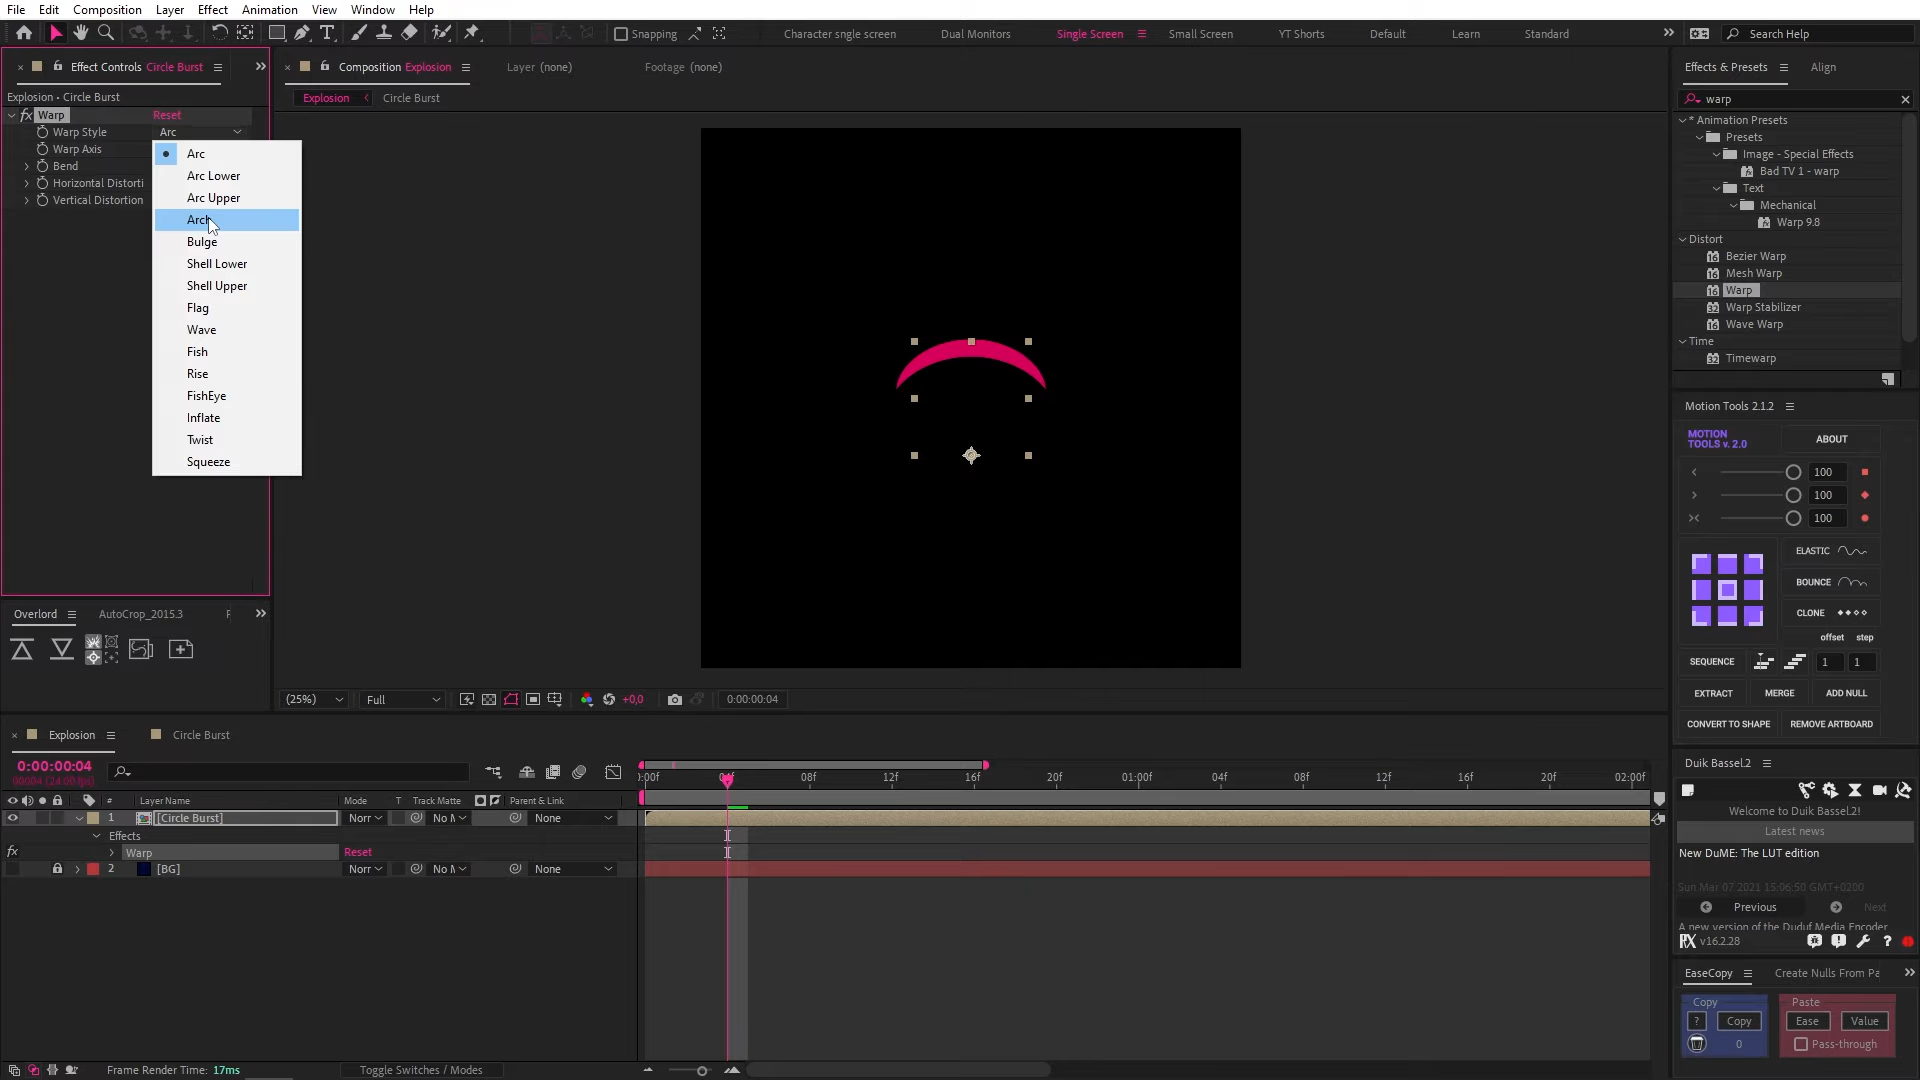 File Edit Composition Layer Effect Animation View Window Help
Snapping
Character sngle screen Dual Monitors Single Screen Small Screen YT Shorts Default Learn Standard
Search Help
Effect Controls Circle Burst
Composition Explosion
Layer (none)
Footage (none)
Effects & Presets
Align
Explosion • Circle Burst
Explosion
Circle Burst
warp
Warp Reset
Warp Style Arc
Warp Axis
Bend
Horizontal Distorti
Vertical Distortion
Arc
Arc Lower
Arc Upper
Arch
Bulge
Shell Lower
Shell Upper
Flag
Wave
Fish
Rise
FishEye
Inflate
Twist
Squeeze
* Animation Presets
Presets
Image - Special Effects
Bad TV 1 - warp
Text
Mechanical
Warp 9.8
Distort
Bezier Warp
Mesh Warp
Warp
Warp Stabilizer
Wave Warp
Time
Timewarp
Motion Tools 2.1.2
MOTION
TOOLS v. 2.0
ABOUT
100
100
100
ELASTIC
BOUNCE
CLONE
offset step
SEQUENCE 1 1
EXTRACT MERGE ADD NULL
CONVERT TO SHAPE REMOVE ARTBOARD
Overlord AutoCrop_2015.3
(25%) Full +0,0 0:00:00:04
Explosion Circle Burst
0:00:00:04
00004 (24.00 fps)
:00f 04f 08f 12f 16f 20f 01:00f 04f 08f 12f 16f 20f 02:00f
# Layer Name Mode T Track Matte Parent & Link
1 [Circle Burst] Norr No M None
Effects
fx Warp Reset
2 [BG] Norr No M None
Frame Render Time: 17ms
Toggle Switches / Modes
Duik Bassel.2
Welcome to Duik Bassel.2!
Latest news
New DuME: The LUT edition
Sun Mar 07 2021 15:06:50 GMT+0200
Previous Next
A new version of the Duduf Media Encoder
v16.2.28
EaseCopy Create Nulls From Pa
Copy Paste
? Copy Ease Value
0 Pass-through